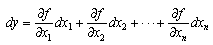 dy = ∂f/∂x₁ dx₁ + ∂f/∂x₂ dx₂ + ⋯ + ∂f/∂xₙ dxₙ